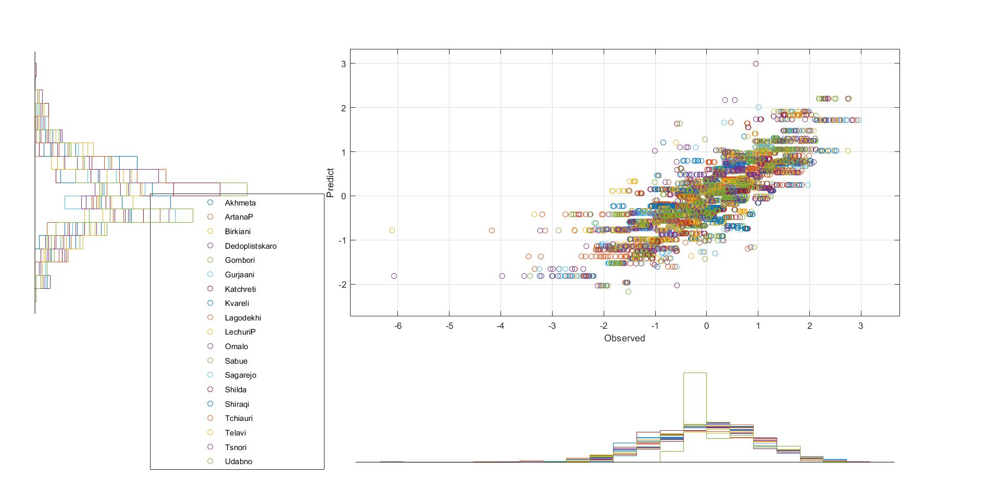 3
2
1
0
-1
-2
Predict
-6 -5 -4 -3 -2 -1 0 1 2 3
Observed
Akhmeta
ArtanaP
Birkiani
Dedoplistskaro
Gombori
Gurjaani
Katchreti
Kvareli
Lagodekhi
LechuriP
Omalo
Sabue
Sagarejo
Shilda
Shiraqi
Tchiauri
Telavi
Tsnori
Udabno